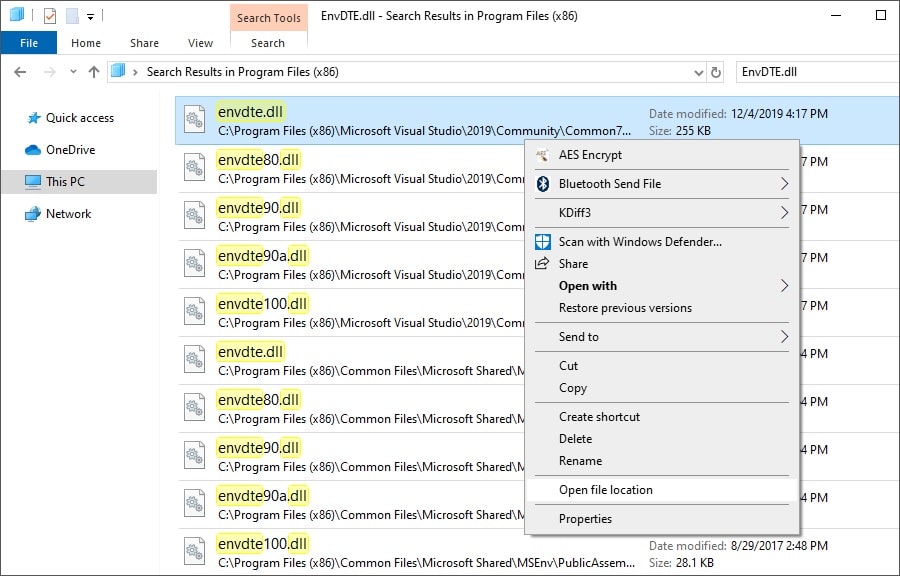 Search Tools
EnvDTE.dll - Search Results in Program Files (x86)
File
Home
Share
View
Search
Search Results in Program Files (x86)
EnvDTE.dll
Quick access
OneDrive
This PC
Network
envdte.dll
Date modified: 12/4/2019 4:17 PM
C:\Program Files (x86)\Microsoft Visual Studio\2019\Community\Common7...
Size: 255 KB
envdte80.dll
7 PM
C:\Program Files (x86)\Microsoft Visual Studio\2019\Comm
envdte90.dll
7 PM
C:\Program Files (x86)\Microsoft Visual Studio\2019\Comm
envdte90a.dll
7 PM
C:\Program Files (x86)\Microsoft Visual Studio\2019\Comm
envdte100.dll
7 PM
C:\Program Files (x86)\Microsoft Visual Studio\2019\Comm
envdte.dll
4 PM
C:\Program Files (x86)\Common Files\Microsoft Shared\M
envdte80.dll
4 PM
C:\Program Files (x86)\Common Files\Microsoft Shared\M
envdte90.dll
4 PM
C:\Program Files (x86)\Common Files\Microsoft Shared\M
envdte90a.dll
4 PM
C:\Program Files (x86)\Common Files\Microsoft Shared\M
envdte100.dll
Date modified: 8/29/2017 2:48 PM
C:\Program Files (x86)\Common Files\Microsoft Shared\MSEnv\PublicAssem...
Size: 28.1 KB
AES Encrypt
Bluetooth Send File
KDiff3
Scan with Windows Defender...
Share
Open with
Restore previous versions
Send to
Cut
Copy
Create shortcut
Delete
Rename
Open file location
Properties